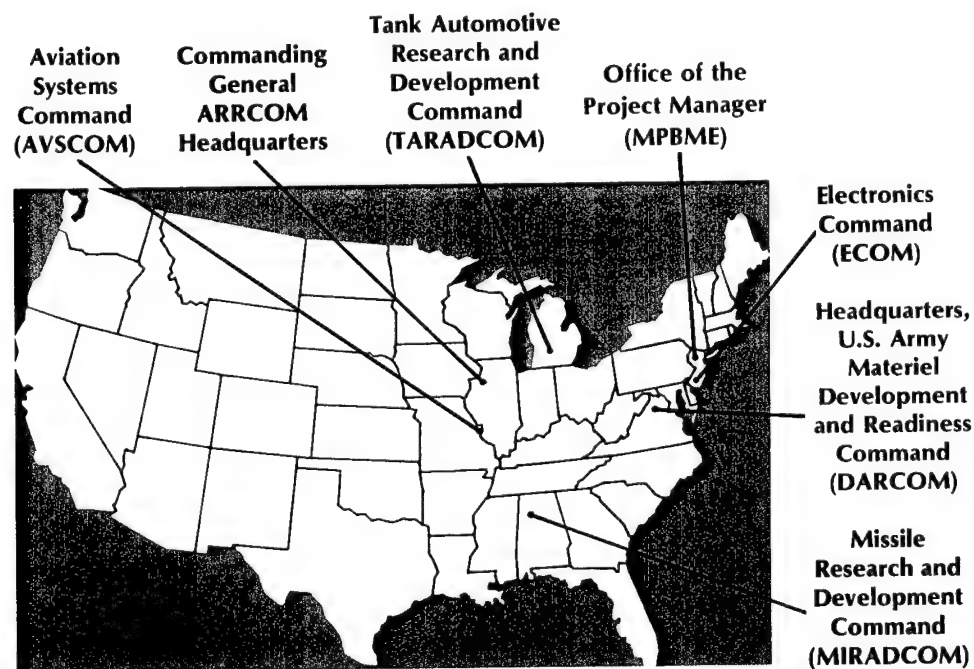 Aviation
Systems
Command
(AVSCOM)
Commanding
General
ARRCOM
Headquarters
Tank Automotive
Research and
Development
Command
(TARADCOM)
Office of the
Project Manager
(MPBME)
Electronics
Command
(ECOM)
Headquarters,
U.S. Army
Materiel
Development
and Readiness
Command
(DARCOM)
Missile
Research and
Development
Command
(MIRADCOM)